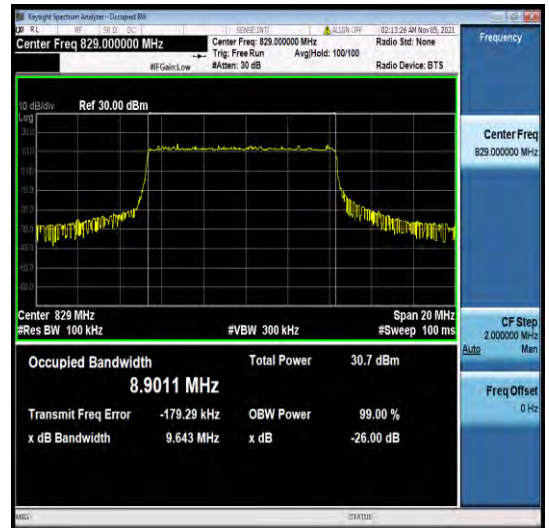 Keysight Spectrum Analyzer - Occupied BW
RL RF 50 Ω DC SENSE:INT ALIGN OFF 02:13:26 AM Nov 05, 2021
Center Freq 829.000000 MHz
Center Freq: 829.000000 MHz Radio Std: None
Trig: Free Run Avg|Hold: 100/100
#IFGain:Low #Atten: 30 dB Radio Device: BTS
Frequency
10 dB/div Ref 30.00 dBm
Log
Center Freq
829.000000 MHz
Center 829 MHz Span 20 MHz
#Res BW 100 kHz #VBW 300 kHz #Sweep 100 ms
CF Step
2.000000 MHz
Auto Man
Occupied Bandwidth Total Power 30.7 dBm
8.9011 MHz
Transmit Freq Error -179.29 kHz OBW Power 99.00 %
x dB Bandwidth 9.643 MHz x dB -26.00 dB
Freq Offset
0 Hz
MSG STATUS